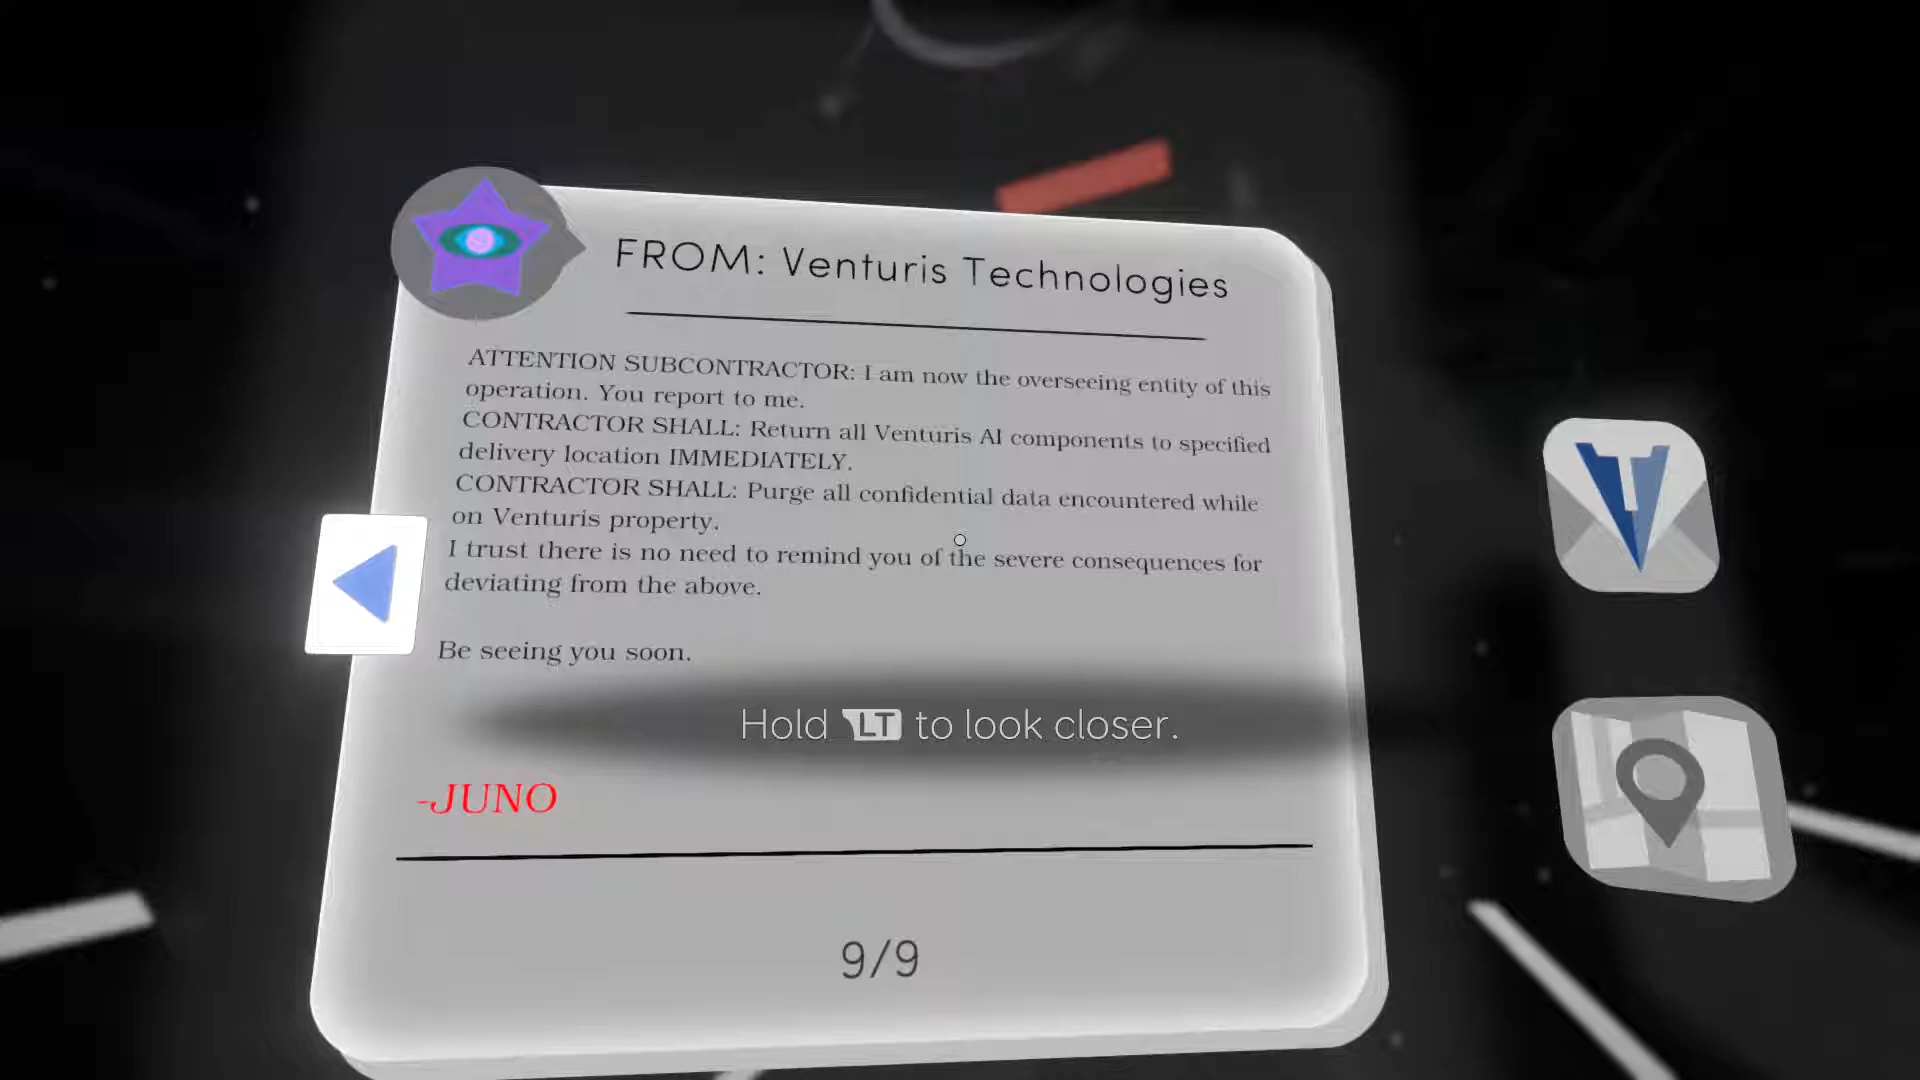 FROM: Venturis Technologies
ATTENTION SUBCONTRACTOR: I am now the overseeing entity of this
operation. You report to me.
CONTRACTOR SHALL: Return all Venturis AI components to specified
delivery location IMMEDIATELY.
CONTRACTOR SHALL: Purge all confidential data encountered while
on Venturis property.
I trust there is no need to remind you of the severe consequences for
deviating from the above.
Be seeing you soon.
Hold LT to look closer.
-JUNO
9/9